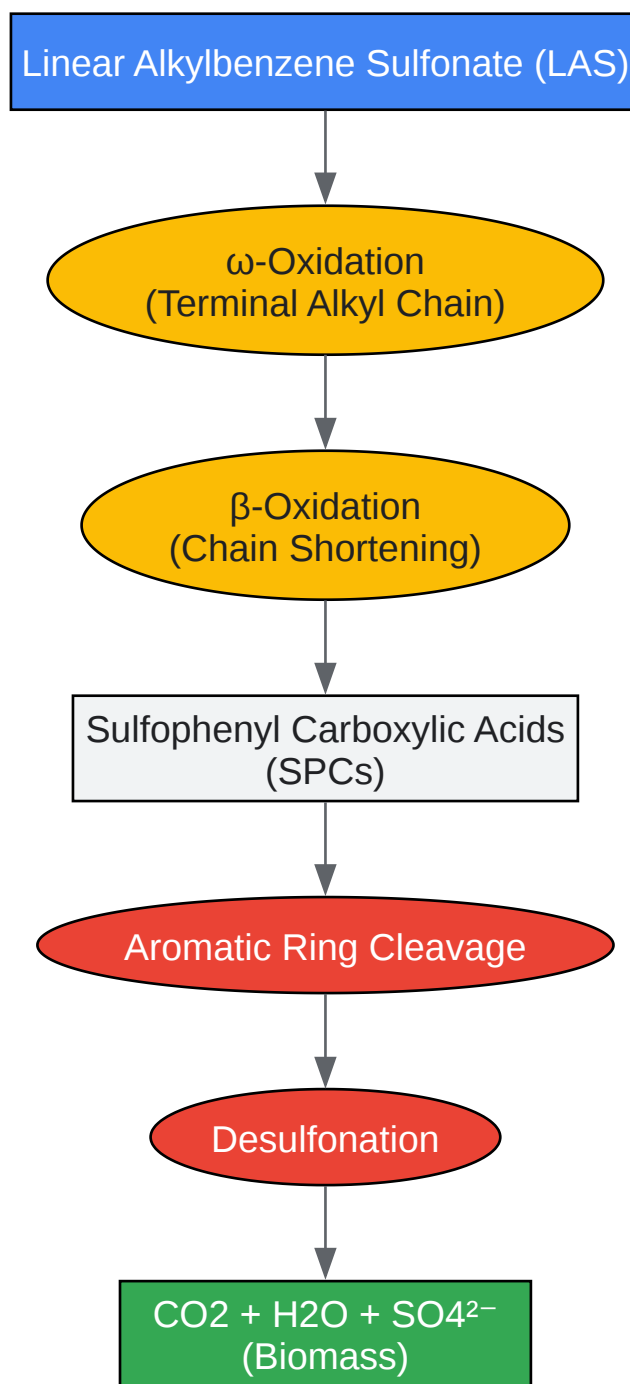 Linear Alkylbenzene Sulfonate (LAS)
ω-Oxidation
(Terminal Alkyl Chain)
β-Oxidation
(Chain Shortening)
Sulfophenyl Carboxylic Acids
(SPCs)
Aromatic Ring Cleavage
Desulfonation
CO2 + H2O + SO4²⁻
(Biomass)